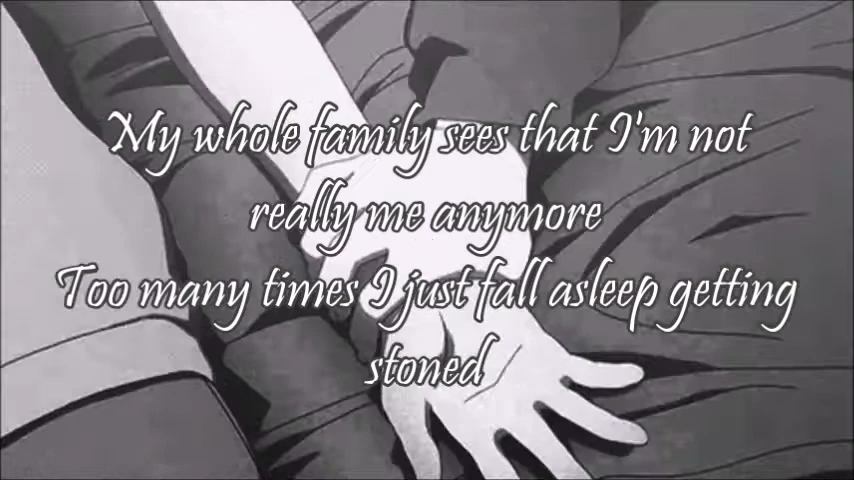 My whole family sees that I'm not
really me anymore
Too many times I just fall asleep getting
stoned